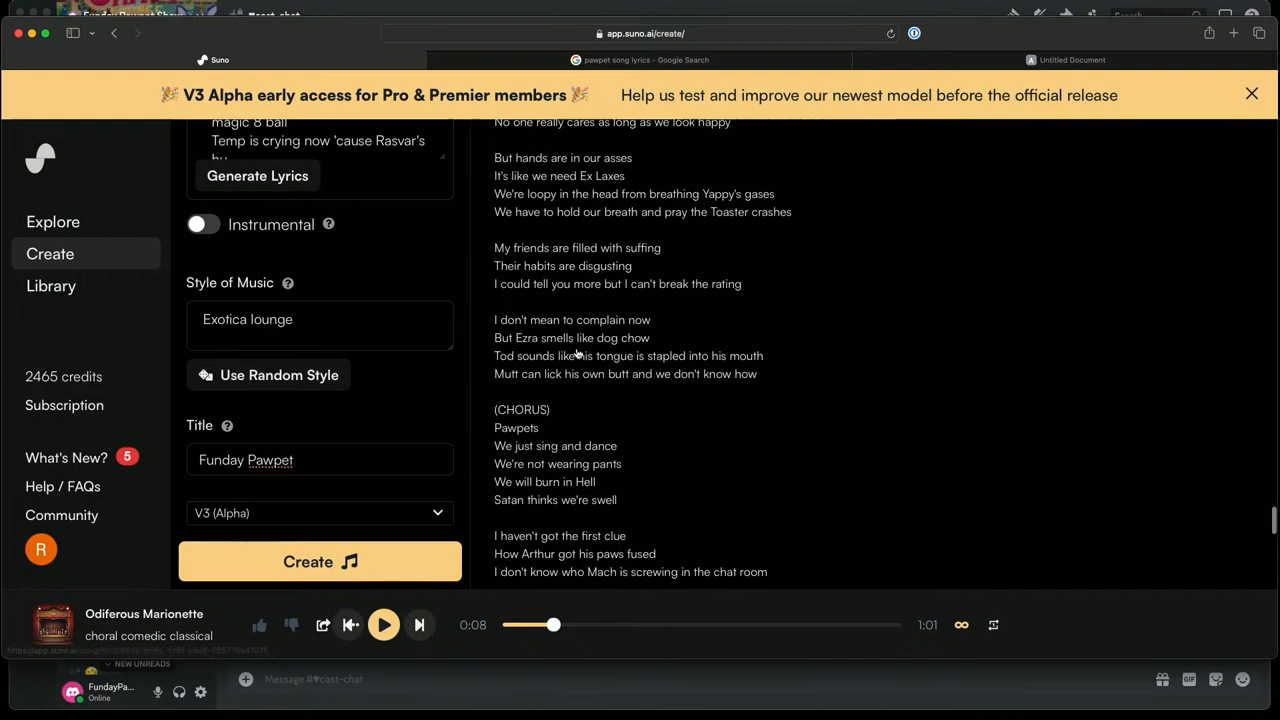 Funday Pawpet Show
#♥cast-chat
Search
app.suno.ai/create/
Suno
pawpet song lyrics - Google Search
A
Untitled Document
🎉 V3 Alpha early access for Pro & Premier members 🎉 Help us test and improve our newest model before the official release
Explore
Create
Library
2465 credits
Subscription
What's New? 5
Help / FAQs
Community
R
magic 8 ball
Temp is crying now 'cause Rasvar's
Generate Lyrics
Instrumental
Style of Music
Exotica lounge
Use Random Style
Title
Funday Pawpet
V3 (Alpha)
Create
No one really cares as long as we look happy
But hands are in our asses
It's like we need Ex Laxes
We're loopy in the head from breathing Yappy's gases
We have to hold our breath and pray the Toaster crashes
My friends are filled with suffing
Their habits are disgusting
I could tell you more but I can't break the rating
I don't mean to complain now
But Ezra smells like dog chow
Tod sounds like his tongue is stapled into his mouth
Mutt can lick his own butt and we don't know how
(CHORUS)
Pawpets
We just sing and dance
We're not wearing pants
We will burn in Hell
Satan thinks we're swell
I haven't got the first clue
How Arthur got his paws fused
I don't know who Mach is screwing in the chat room
Odiferous Marionette
choral comedic classical
0:08
1:01
NEW UNREADS
FundayPa...
Online
Message #♥cast-chat
GIF